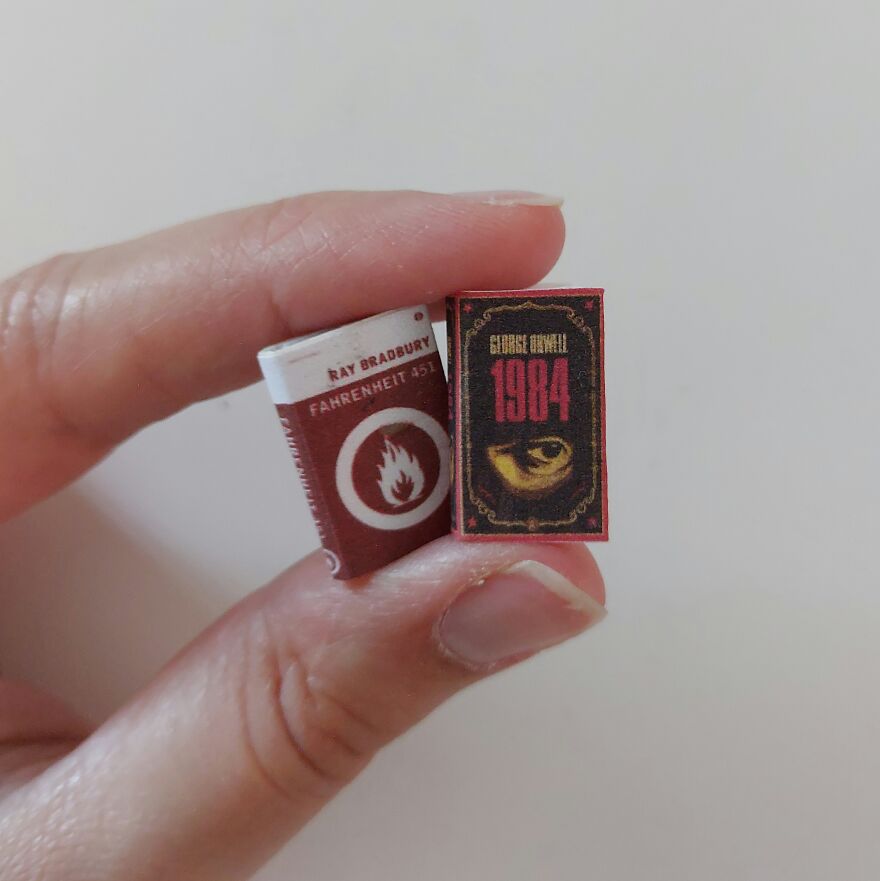 RAY BRADBURY
FAHRENHEIT 451
GEORGE ORWELL
1984